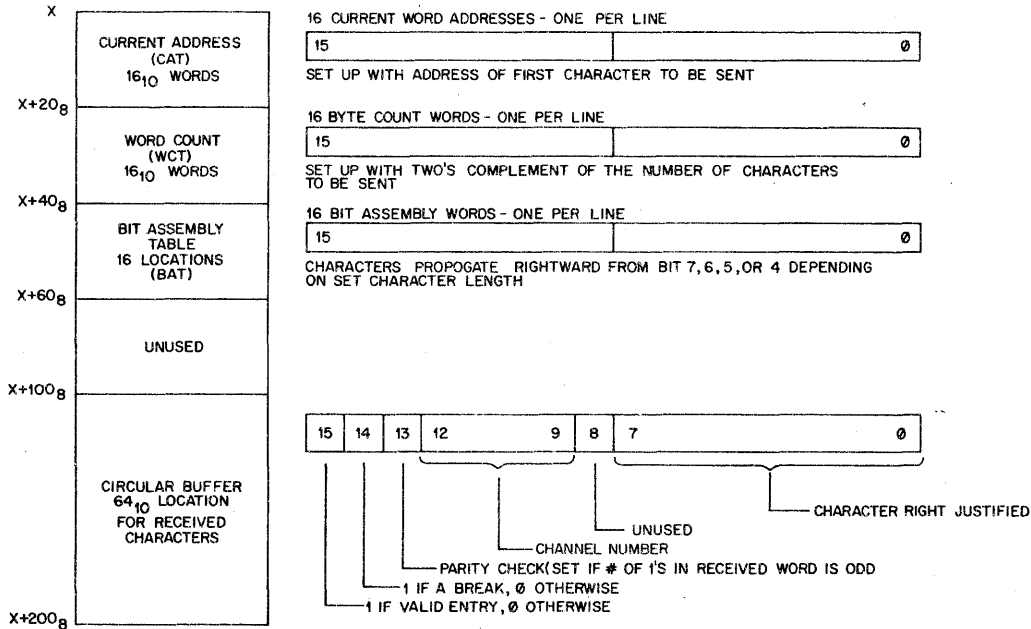 X
CURRENT ADDRESS
(CAT)
16₁₀ WORDS
X+20₈
WORD COUNT
(WCT)
16₁₀ WORDS
X+40₈
BIT ASSEMBLY
TABLE
16 LOCATIONS
(BAT)
X+60₈
UNUSED
X+100₈
CIRCULAR BUFFER
64₁₀ LOCATION
FOR RECEIVED
CHARACTERS
X+200₈
16 CURRENT WORD ADDRESSES - ONE PER LINE
15 0
SET UP WITH ADDRESS OF FIRST CHARACTER TO BE SENT
16 BYTE COUNT WORDS - ONE PER LINE
15 0
SET UP WITH TWO'S COMPLEMENT OF THE NUMBER OF CHARACTERS
TO BE SENT
16 BIT ASSEMBLY WORDS - ONE PER LINE
15 0
CHARACTERS PROPOGATE RIGHTWARD FROM BIT 7,6,5,OR 4 DEPENDING
ON SET CHARACTER LENGTH
15 14 13 12 9 8 7 0
CHARACTER RIGHT JUSTIFIED
UNUSED
CHANNEL NUMBER
PARITY CHECK(SET IF # OF 1'S IN RECEIVED WORD IS ODD
1 IF A BREAK, 0 OTHERWISE
1 IF VALID ENTRY, 0 OTHERWISE